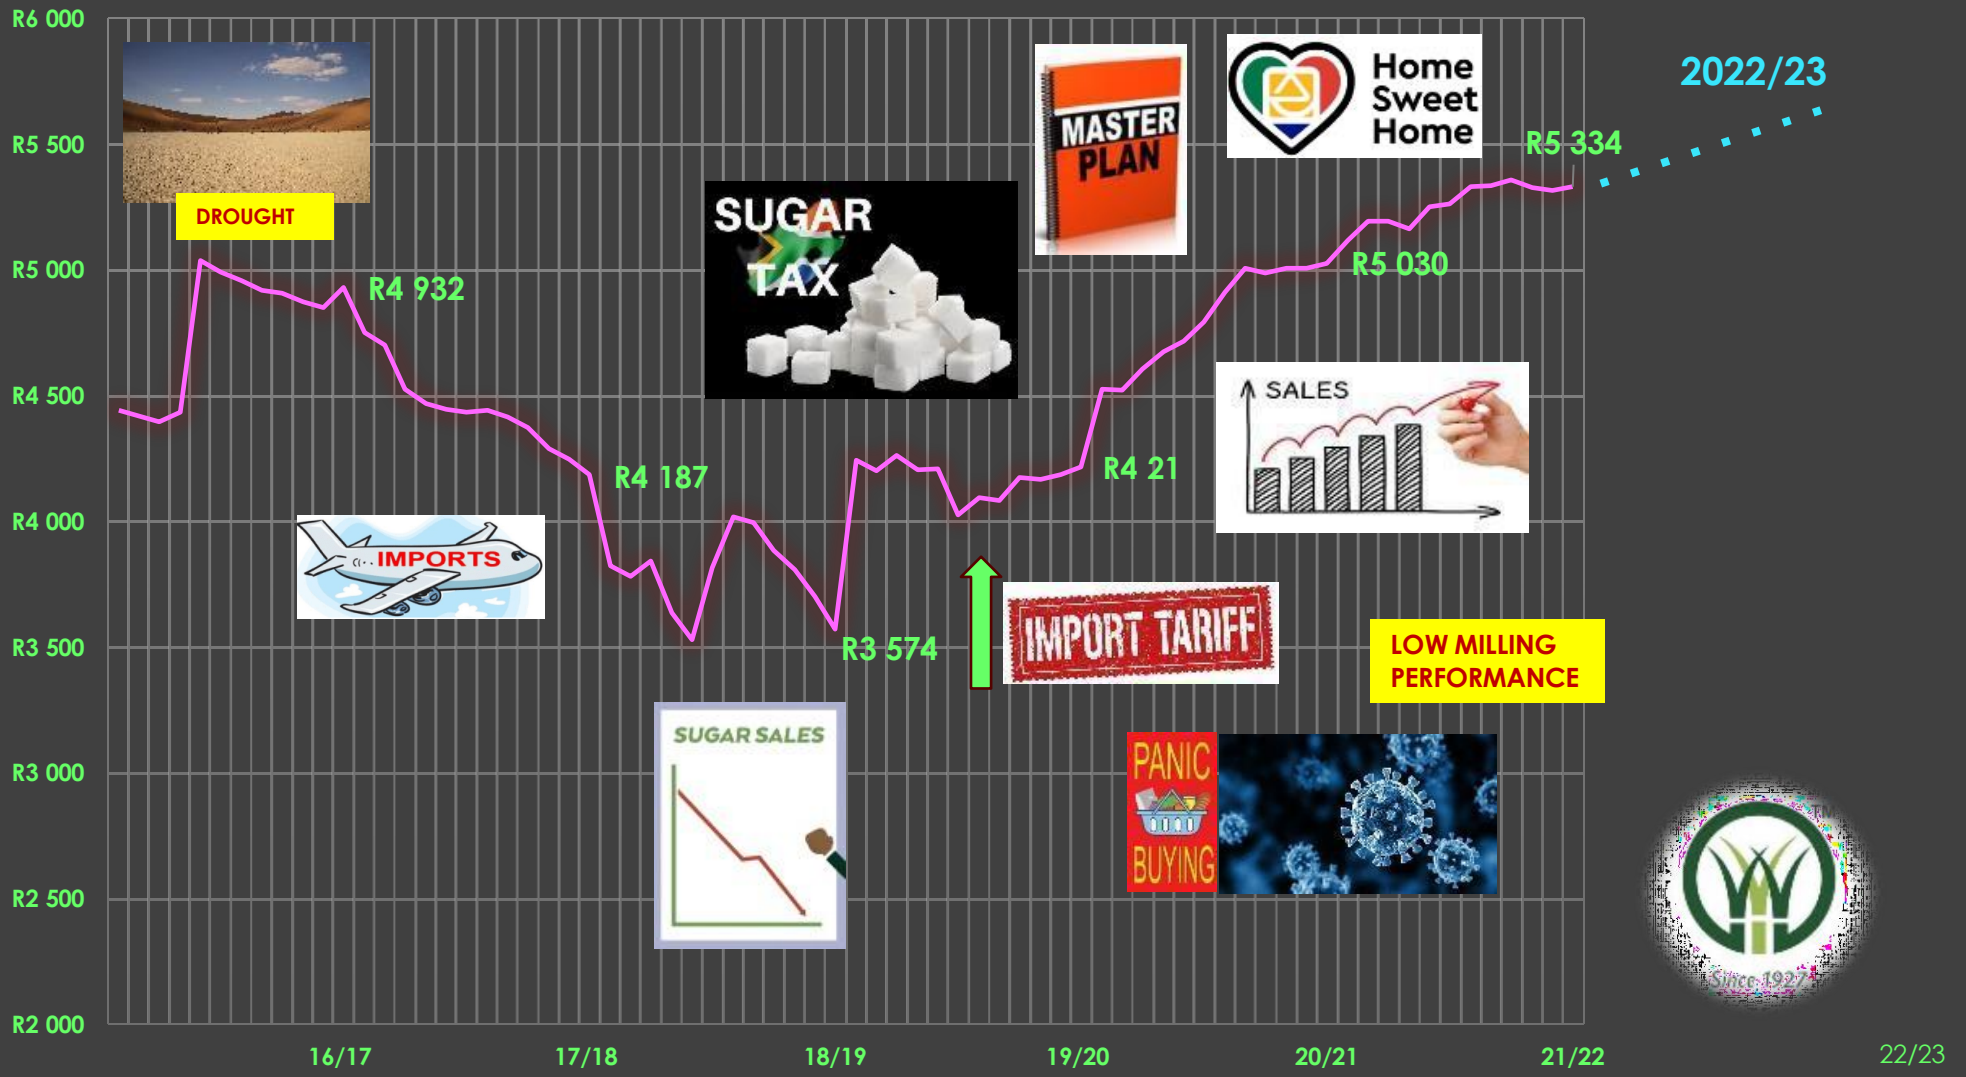 R6 000
R5 500
R5 000
R4 500
R4 000
R3 500
R3 000
R2 500
R2 000
DROUGHT
R4 932
IMPORTS
R4 187
SUGAR
TAX
SUGAR SALES
R3 574
MASTER
PLAN
Home
Sweet
Home
2022/23
R5 334
R5 030
R4 21
SALES
IMPORT TARIFF
LOW MILLING
PERFORMANCE
PANIC
BUYING
Since 1927
16/17
17/18
18/19
19/20
20/21
21/22
22/23